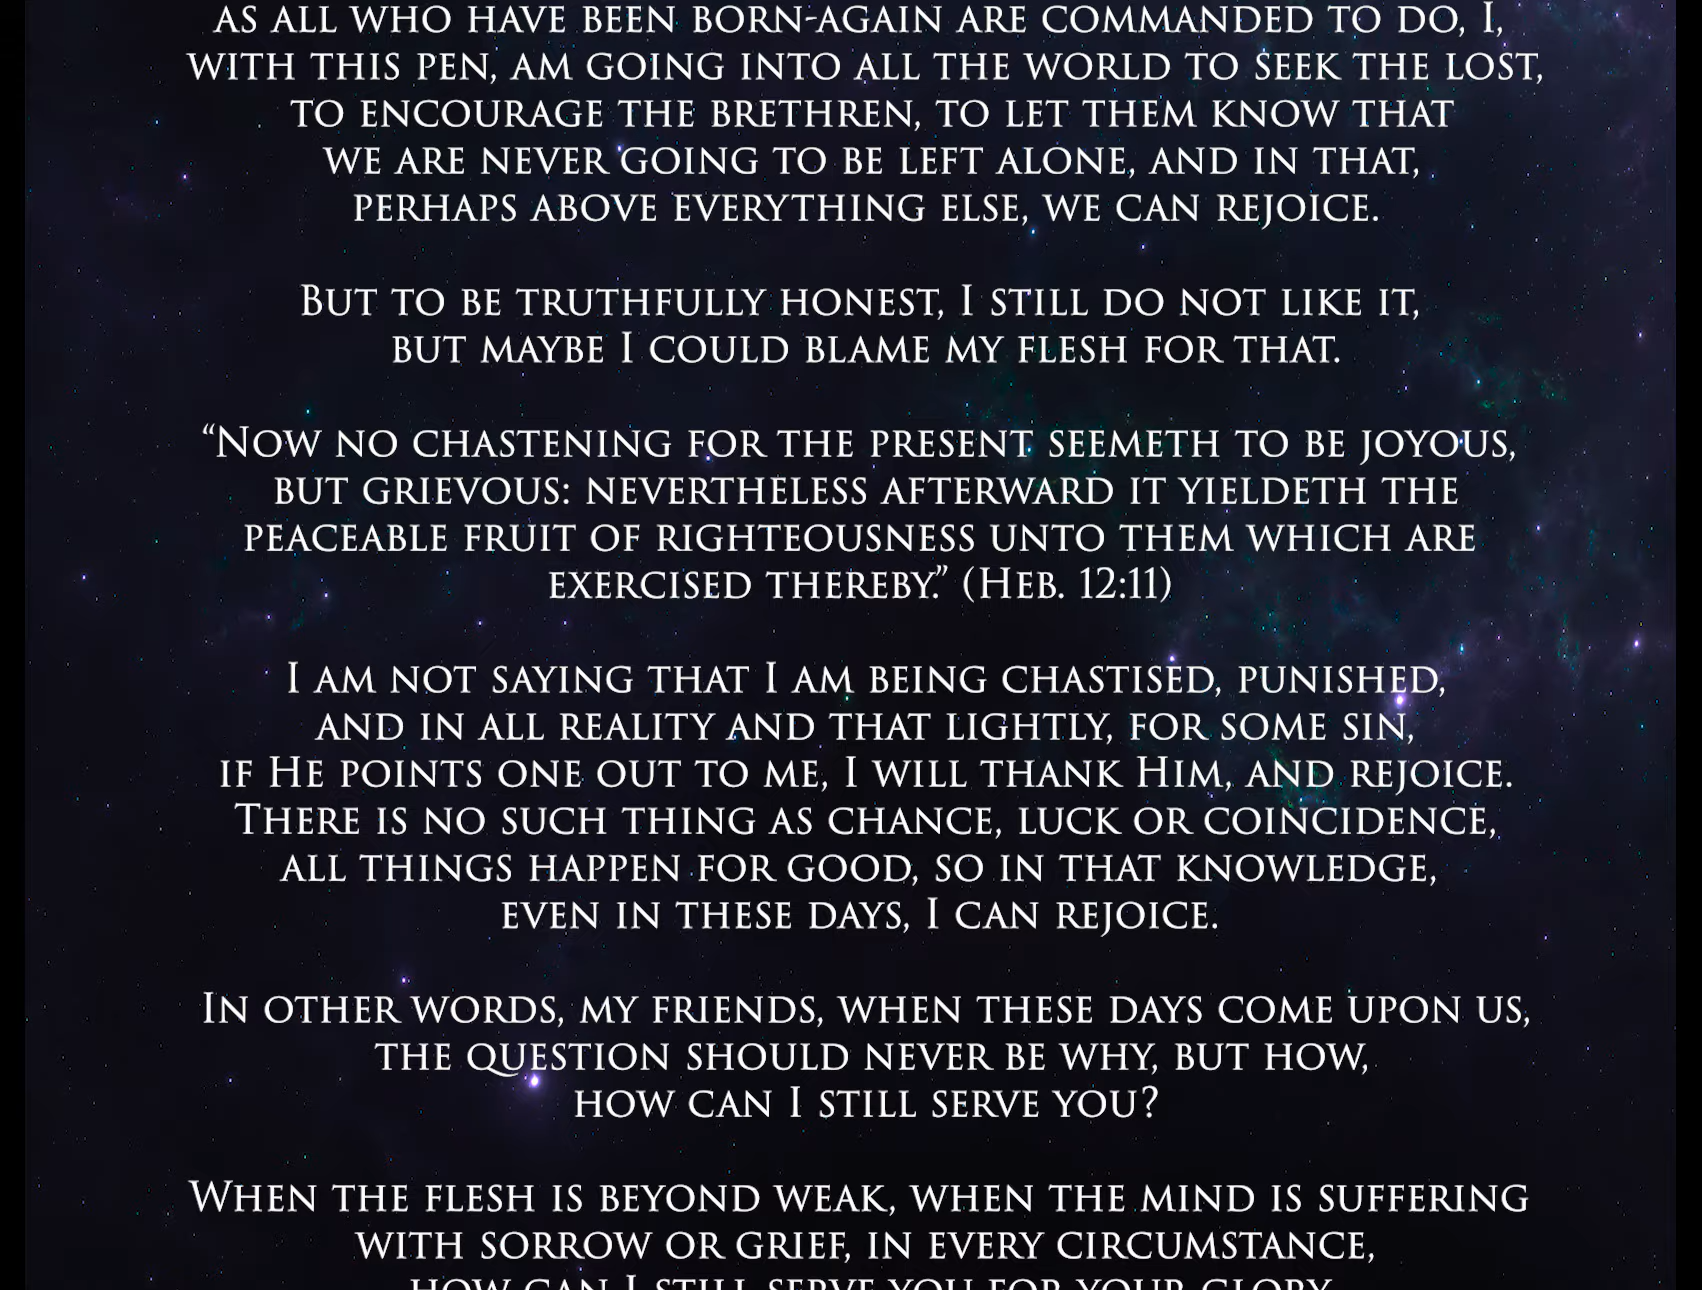 as all who have been born-again are commanded to do, I,
with this pen, am going into all the world to seek the lost,
to encourage the brethren, to let them know that
we are never going to be left alone, and in that,
perhaps above everything else, we can rejoice.
But to be truthfully honest, I still do not like it,
but maybe I could blame my flesh for that.
“Now no chastening for the present seemeth to be joyous,
but grievous: nevertheless afterward it yieldeth the
peaceable fruit of righteousness unto them which are
exercised thereby.” (Heb. 12:11)
I am not saying that I am being chastised, punished,
and in all reality and that lightly, for some sin,
if He points one out to me, I will thank Him, and rejoice.
There is no such thing as chance, luck or coincidence,
all things happen for good, so in that knowledge,
even in these days, I can rejoice.
In other words, my friends, when these days come upon us,
the question should never be why, but how,
how can I still serve you?
When the flesh is beyond weak, when the mind is suffering
with sorrow or grief, in every circumstance,
how can I still serve you for your glory